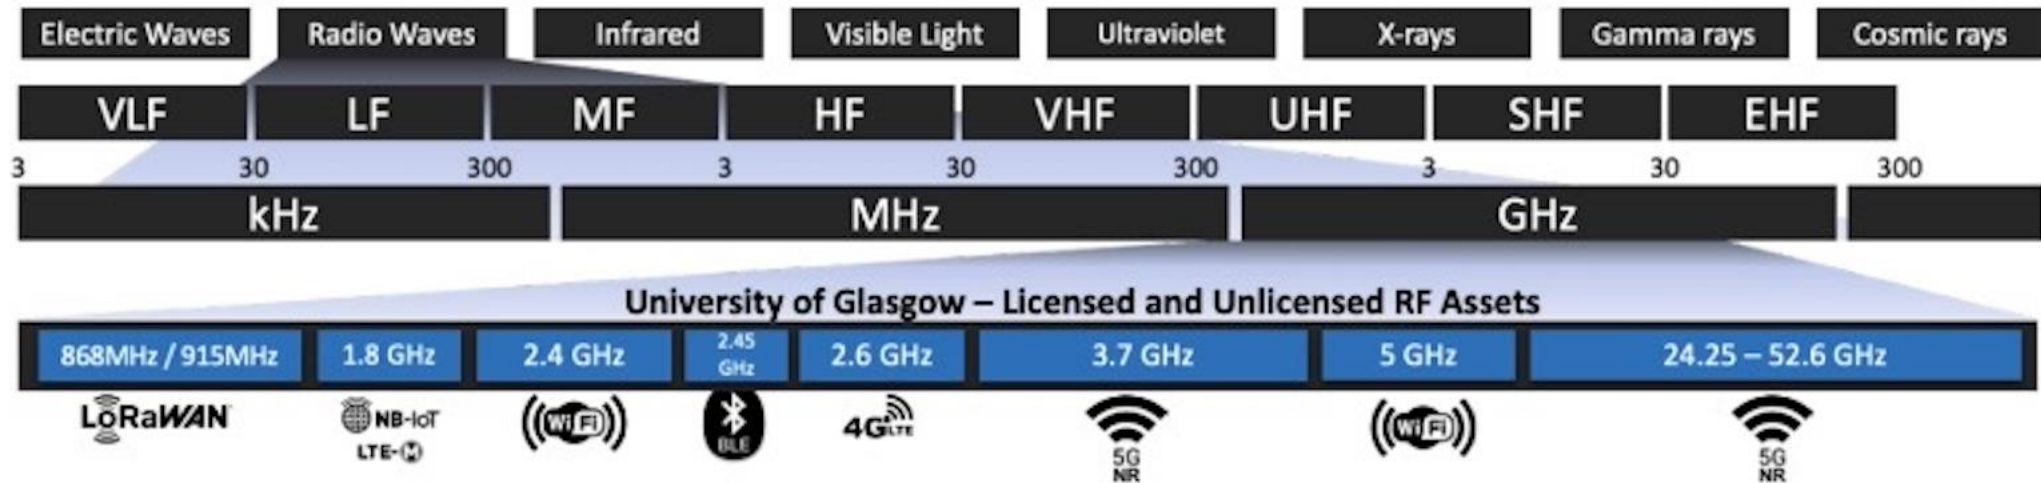 Electric Waves Radio Waves Infrared Visible Light Ultraviolet X-rays Gamma rays Cosmic rays
VLF LF MF HF VHF UHF SHF EHF
3 30 300 3 30 300 3 30 300
kHz MHz GHz
University of Glasgow – Licensed and Unlicensed RF Assets
868MHz / 915MHz 1.8 GHz 2.4 GHz 2.45 GHz 2.6 GHz 3.7 GHz 5 GHz 24.25 – 52.6 GHz
LoRaWAN NB-IoT WiFi BLE 4G LTE 5G WiFi 5G
LTE-M NR NR